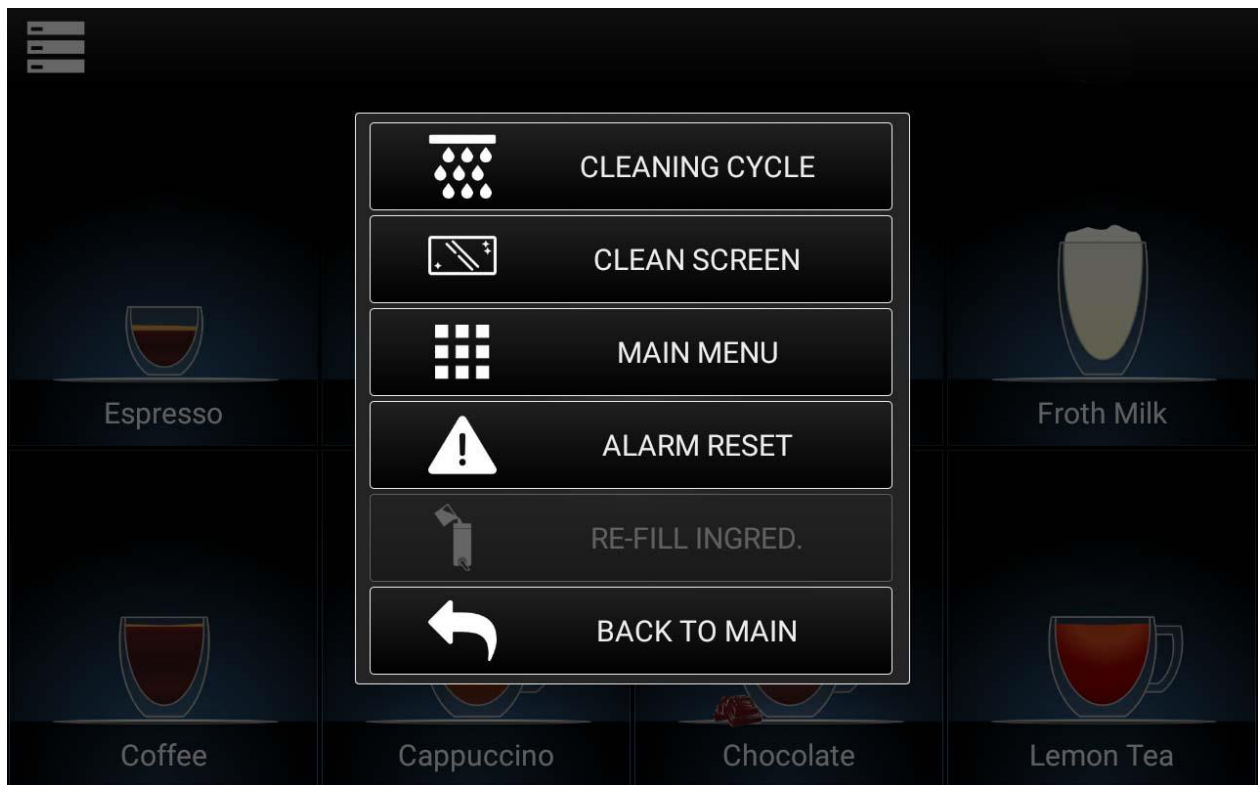 CLEANING CYCLE
CLEAN SCREEN
MAIN MENU
Espresso
Froth Milk
ALARM RESET
RE-FILL INGRED.
BACK TO MAIN
Coffee
Cappuccino
Chocolate
Lemon Tea